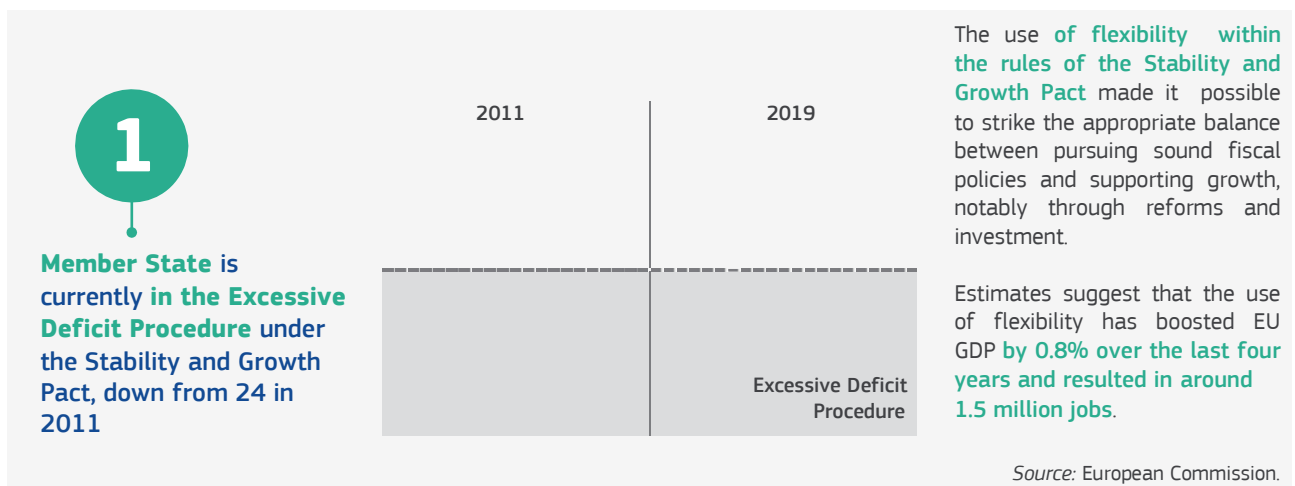 1
Member State is
currently in the Excessive
Deficit Procedure under
the Stability and Growth
Pact, down from 24 in
2011
2011
2019
Excessive Deficit
Procedure
The use of flexibility within
the rules of the Stability and
Growth Pact made it possible
to strike the appropriate balance
between pursuing sound fiscal
policies and supporting growth,
notably through reforms and
investment.
Estimates suggest that the use
of flexibility has boosted EU
GDP by 0.8% over the last four
years and resulted in around
1.5 million jobs.
Source: European Commission.